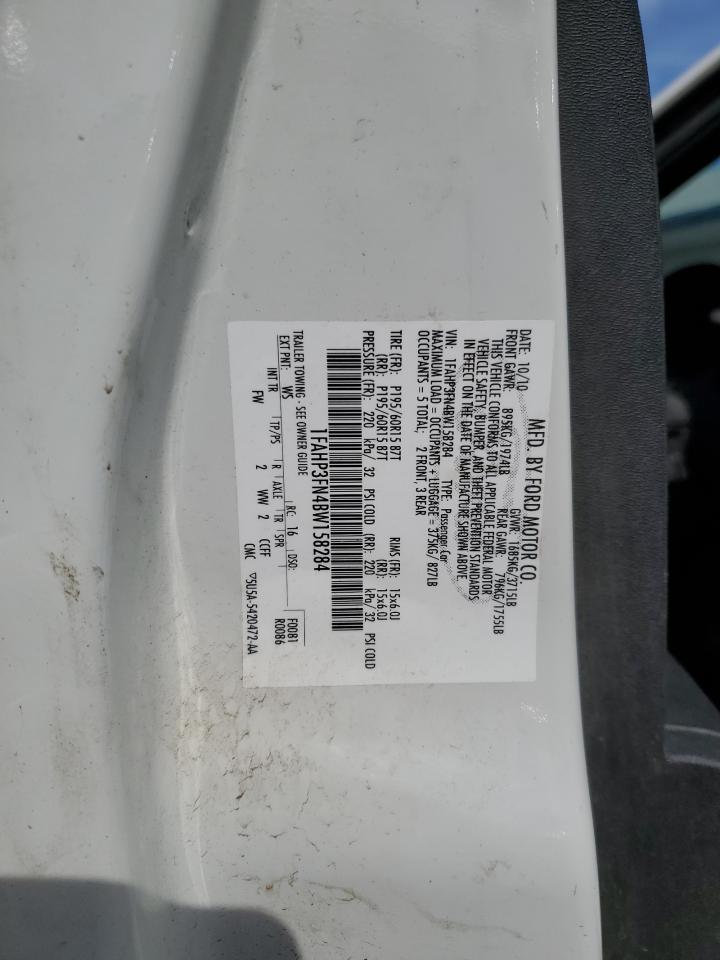 MFD. BY FORD MOTOR CO.
DATE: 10/10 GVWR: 1685KG/3715LB
FRONT GAWR: 895KG/1974LB REAR GAWR: 796KG/1755LB
THIS VEHICLE CONFORMS TO ALL APPLICABLE FEDERAL MOTOR
VEHICLE SAFETY, BUMPER, AND THEFT PREVENTION STANDARDS
IN EFFECT ON THE DATE OF MANUFACTURE SHOWN ABOVE.
VIN: 1FAHP3FN4BW158284 TYPE: Passenger Car
MAXIMUM LOAD = OCCUPANTS + LUGGAGE = 375KG/ 827LB
OCCUPANTS = 5 TOTAL: 2 FRONT, 3 REAR
TIRE (FR): P195/60R15 87T RIMS (FR): 15x6.0J
(RR): P195/60R15 87T (RR): 15x6.0J
PRESSURE (FR): 220 kPa/ 32 PSI COLD (RR): 220 kPa/ 32 PSI COLD
1FAHP3FN4BW158284
TRAILER TOWING - SEE OWNER GUIDE
EXT PNT: WS RC: 16 DSO: F0081
R0086
INT TR TP/PS R AXLE TR SPR
FW 2 WW 2 CCFF
CMC 95U5A-5420472-AA